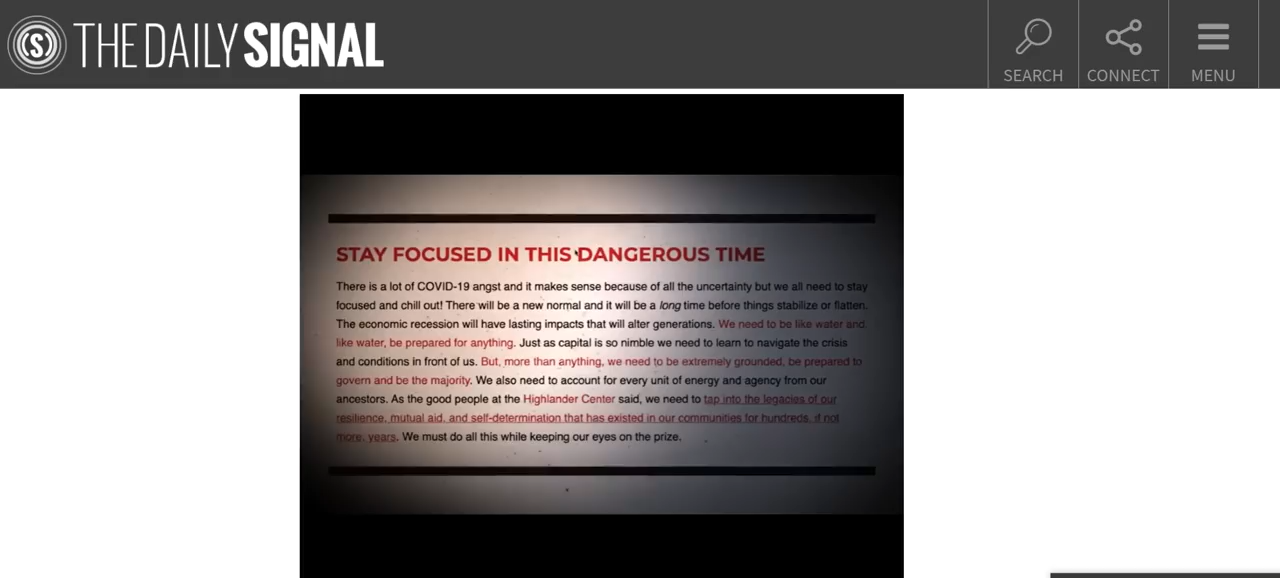 THE DAILY SIGNAL
SEARCH
CONNECT
MENU
STAY FOCUSED IN THIS DANGEROUS TIME
There is a lot of COVID-19 angst and it makes sense because of all the uncertainty but we all need to stay
focused and chill out! There will be a new normal and it will be a long time before things stabilize or flatten.
The economic recession will have lasting impacts that will alter generations. We need to be like water and,
like water, be prepared for anything. Just as capital is so nimble we need to learn to navigate the crisis
and conditions in front of us. But, more than anything, we need to be extremely grounded, be prepared to
govern and be the majority. We also need to account for every unit of energy and agency from our
ancestors. As the good people at the Highlander Center said, we need to tap into the legacies of our
resilience, mutual aid, and self-determination that has existed in our communities for hundreds, if not
more, years. We must do all this while keeping our eyes on the prize.